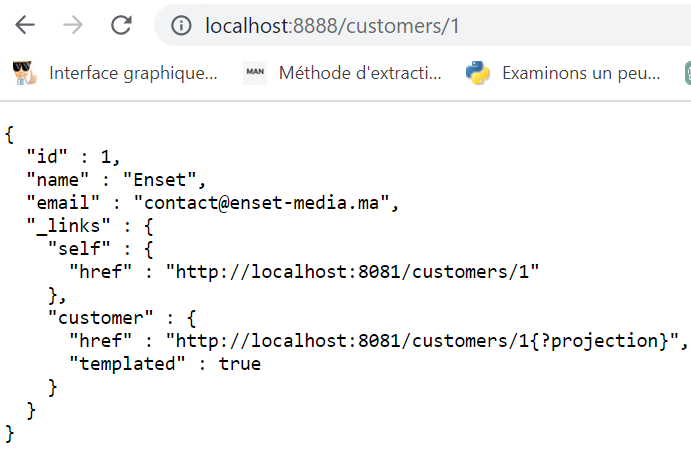 localhost:8888/customers/1
Interface graphique... MAN Méthode d'extracti... Examinons un peu...
{
  "id" : 1,
  "name" : "Enset",
  "email" : "contact@enset-media.ma",
  "_links" : {
    "self" : {
      "href" : "http://localhost:8081/customers/1"
    },
    "customer" : {
      "href" : "http://localhost:8081/customers/1{?projection}",
      "templated" : true
    }
  }
}